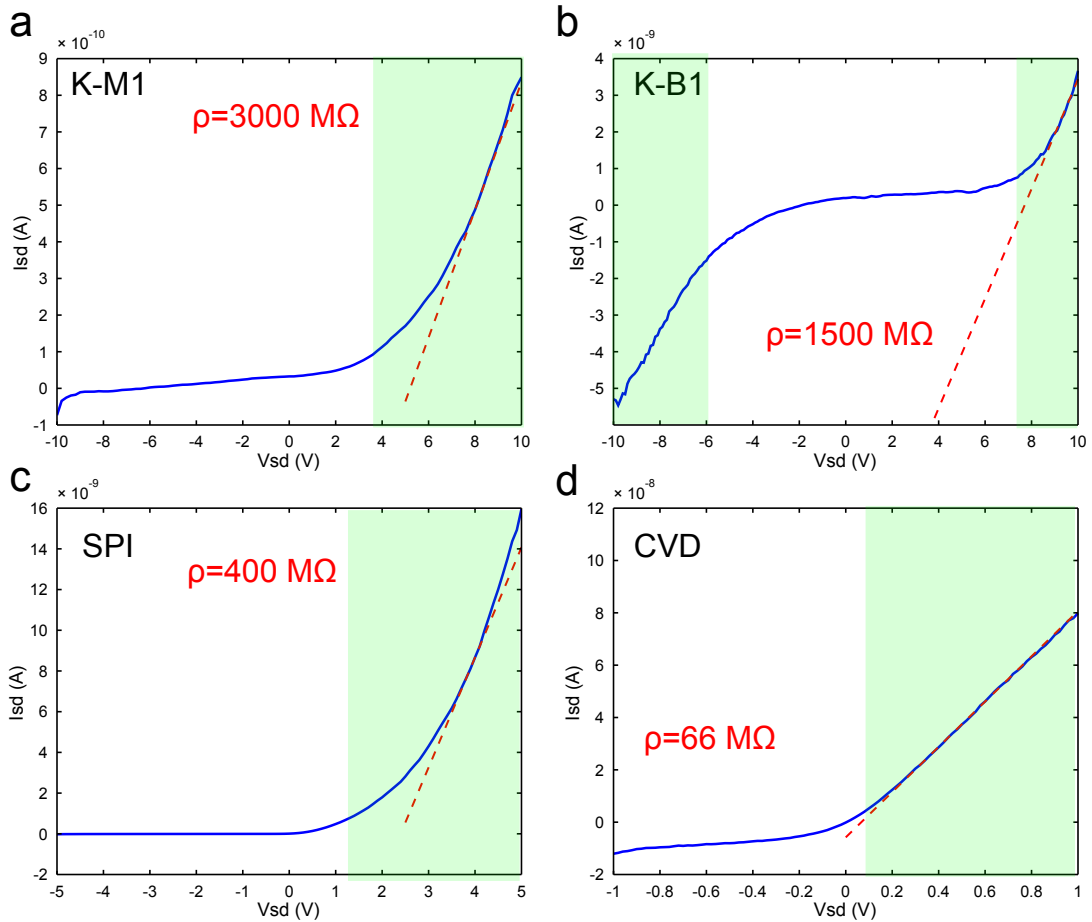 a
× 10⁻¹⁰
K-M1
ρ=3000 MΩ
9
8
7
6
5
4
3
2
1
0
-1
Isd (A)
-10 -8 -6 -4 -2 0 2 4 6 8 10
Vsd (V)
b
× 10⁻⁹
K-B1
ρ=1500 MΩ
4
3
2
1
0
-1
-2
-3
-4
-5
Isd (A)
-10 -8 -6 -4 -2 0 2 4 6 8 10
Vsd (V)
c
× 10⁻⁹
SPI
ρ=400 MΩ
16
14
12
10
8
6
4
2
0
-2
Isd (A)
-5 -4 -3 -2 -1 0 1 2 3 4 5
Vsd (V)
d
× 10⁻⁸
CVD
ρ=66 MΩ
12
10
8
6
4
2
0
-2
Isd (A)
-1 -0.8 -0.6 -0.4 -0.2 0 0.2 0.4 0.6 0.8 1
Vsd (V)